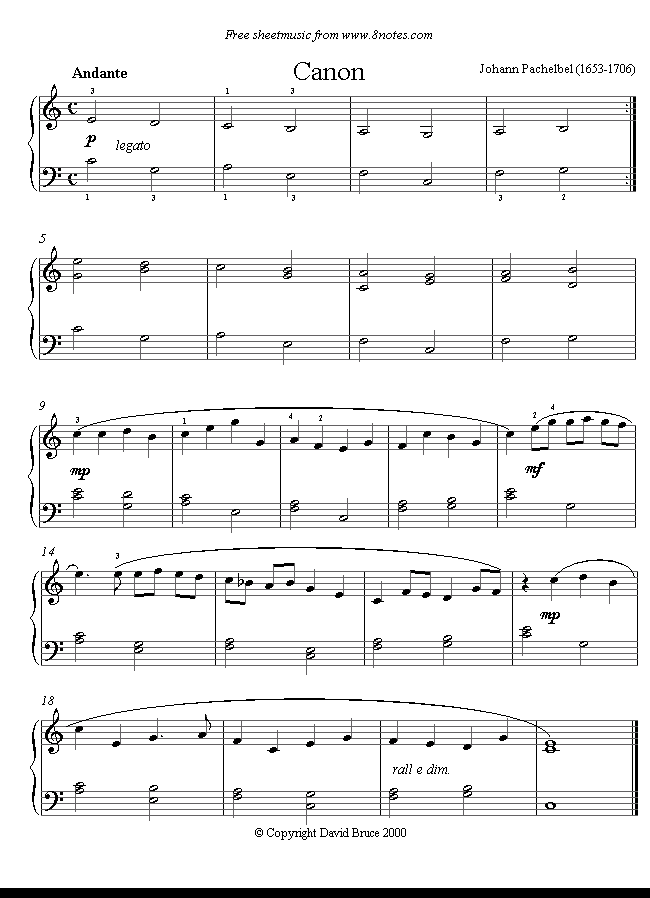 Free sheetmusic from www.8notes.com
Andante
Canon
Johann Pachelbel (1653-1706)
3 1 3
p legato
1 3 1 3 3 2
5
9
3 1 4 2 2 4
mp mf
14
3
mp
18
rall e dim.
© Copyright David Bruce 2000